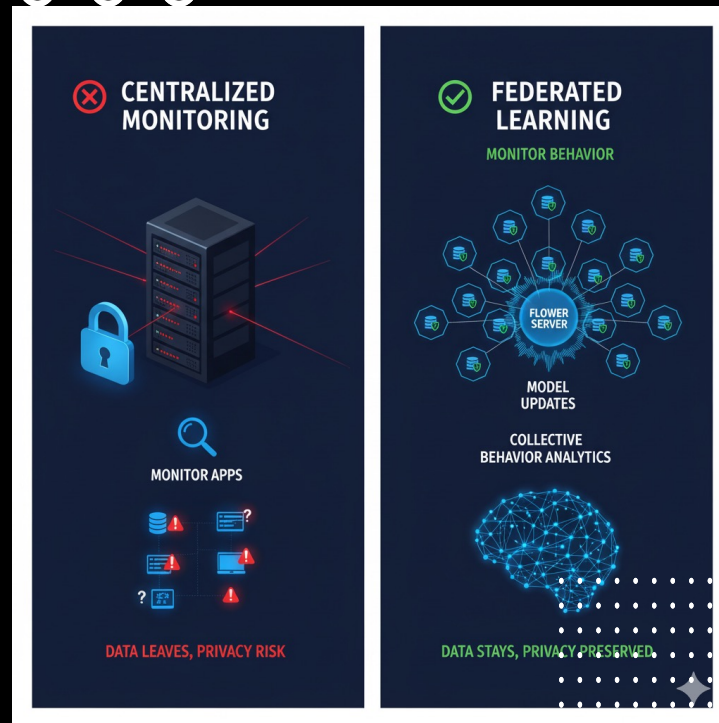 CENTRALIZED
MONITORING
MONITOR APPS
?
?
DATA LEAVES, PRIVACY RISK
FEDERATED
LEARNING
MONITOR BEHAVIOR
FLOWER
SERVER
MODEL
UPDATES
COLLECTIVE
BEHAVIOR ANALYTICS
DATA STAYS, PRIVACY PRESERVED